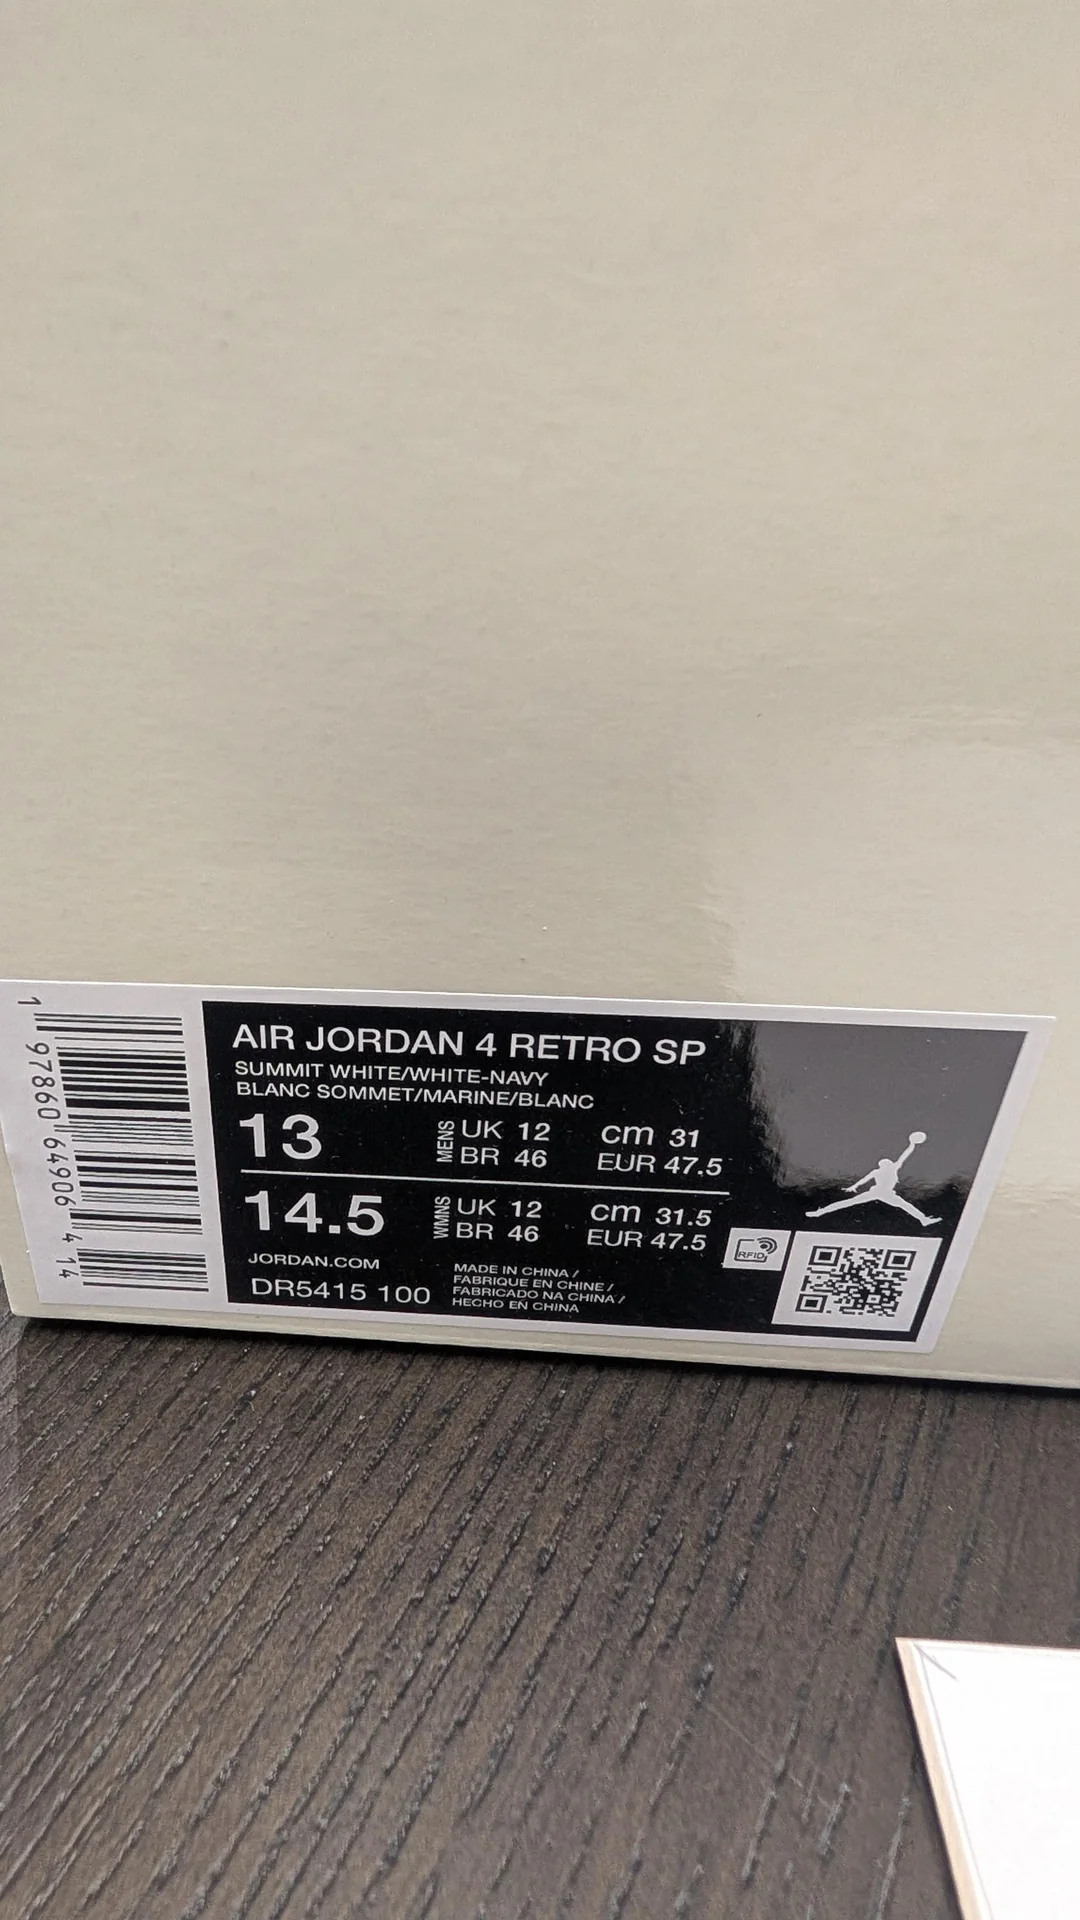 1 97860 64906 4 14
AIR JORDAN 4 RETRO SP
SUMMIT WHITE/WHITE-NAVY
BLANC SOMMET/MARINE/BLANC
13 MENS UK 12 cm 31
BR 46 EUR 47.5
14.5 WMNS UK 12 cm 31.5
BR 46 EUR 47.5
RFID
JORDAN.COM
DR5415 100
MADE IN CHINA /
FABRIQUE EN CHINE /
FABRICADO NA CHINA /
HECHO EN CHINA